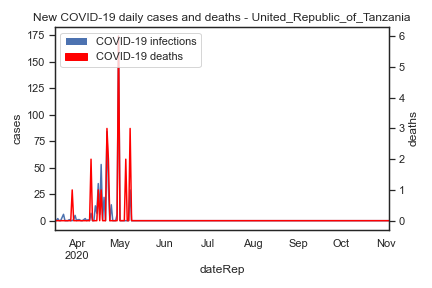 New COVID-19 daily cases and deaths - United_Republic_of_Tanzania
COVID-19 infections
COVID-19 deaths
175
150
125
100
75
50
25
0
cases
6
5
4
3
2
1
0
deaths
Apr May Jun Jul Aug Sep Oct Nov
2020
dateRep